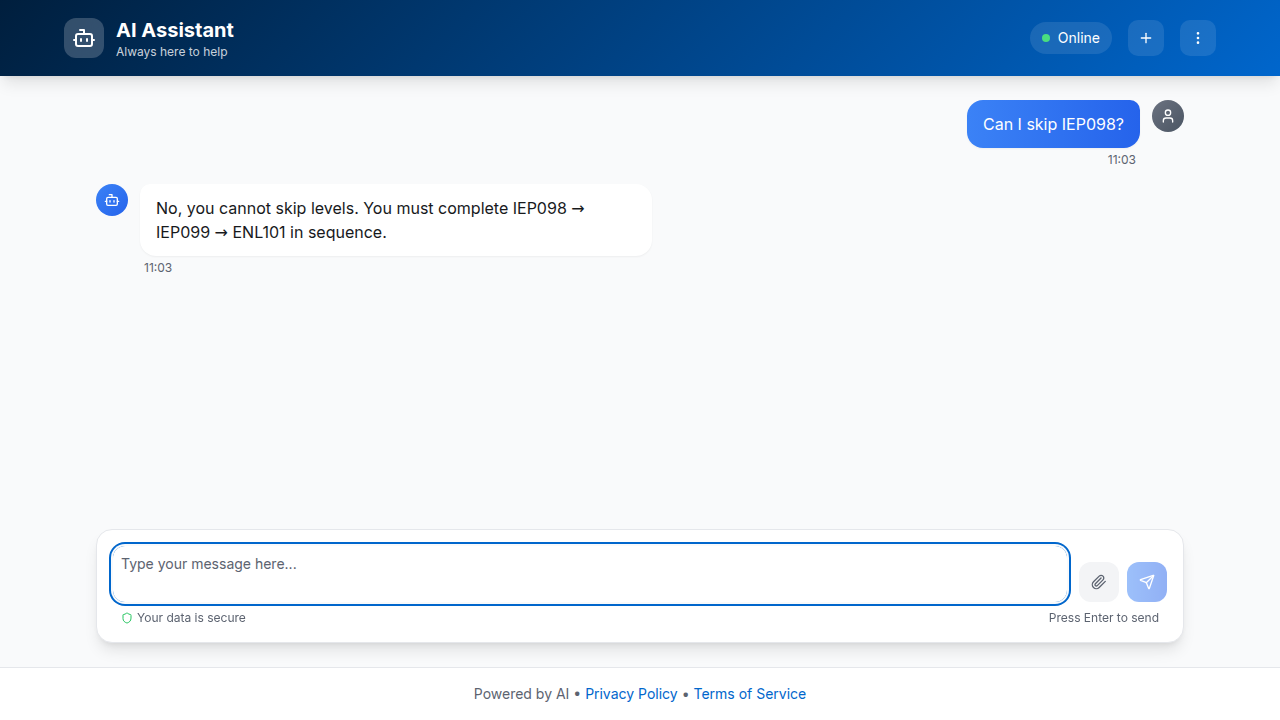 AI Assistant
Always here to help
Online
Can I skip IEP098?
11:03
No, you cannot skip levels. You must complete IEP098 →
IEP099 → ENL101 in sequence.
11:03
Type your message here...
Your data is secure
Press Enter to send
Powered by AI • Privacy Policy • Terms of Service